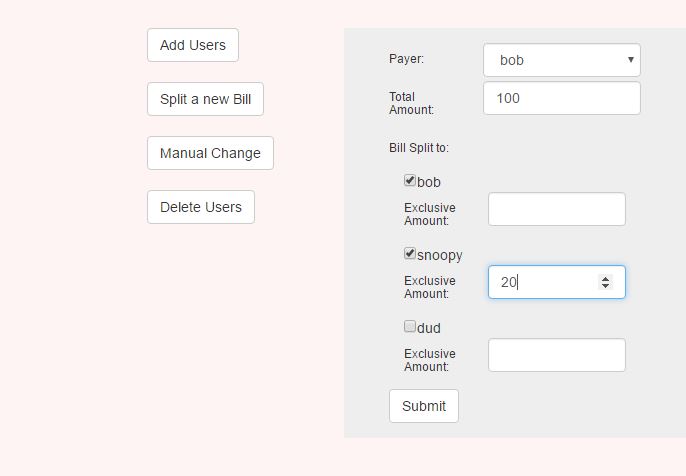 Add Users
Split a new Bill
Manual Change
Delete Users
Payer:
bob
Total
Amount:
100
Bill Split to:
bob
Exclusive
Amount:
snoopy
Exclusive
Amount:
20
dud
Exclusive
Amount:
Submit